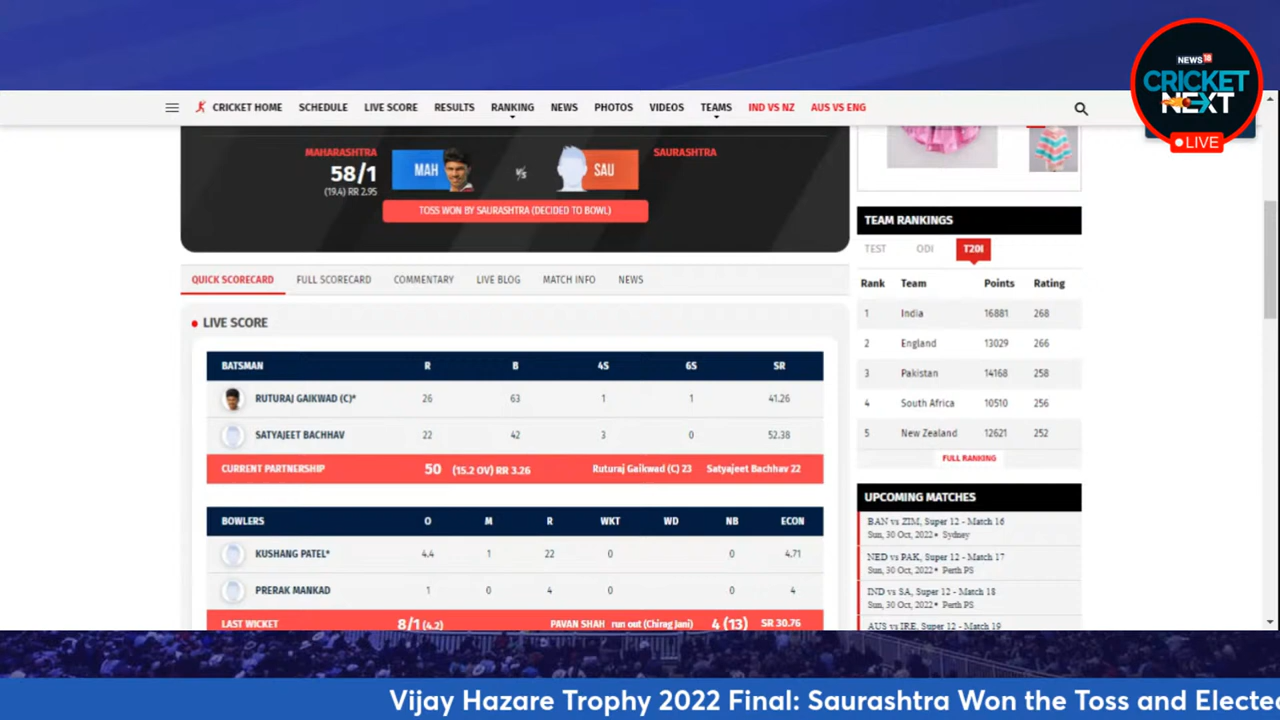 NEWS18
CRICKET
NEXT
LIVE
CRICKET HOME SCHEDULE LIVE SCORE RESULTS RANKING NEWS PHOTOS VIDEOS TEAMS IND VS NZ AUS VS ENG
MAHARASHTRA
58/1
(19.4) RR 2.95
MAH
V/S
SAU
SAURASHTRA
TOSS WON BY SAURASHTRA (DECIDED TO BOWL)
QUICK SCORECARD FULL SCORECARD COMMENTARY LIVE BLOG MATCH INFO NEWS
LIVE SCORE
BATSMAN R B 4S 6S SR
RUTURAJ GAIKWAD (C)* 26 63 1 1 41.26
SATYAJEET BACHHAV 22 42 3 0 52.38
CURRENT PARTNERSHIP 50 (15.2 OV) RR 3.26 Ruturaj Gaikwad (C) 23 Satyajeet Bachhav 22
BOWLERS O M R WKT WD NB ECON
KUSHANG PATEL* 4.4 1 22 0 0 4.71
PRERAK MANKAD 1 0 4 0 0 4
LAST WICKET 8/1 (4.2) PAVAN SHAH run out (Chirag Jani) 4 (13) SR 30.76
TEAM RANKINGS
TEST ODI T20I
Rank Team Points Rating
1 India 16881 268
2 England 13029 266
3 Pakistan 14168 258
4 South Africa 10510 256
5 New Zealand 12621 252
FULL RANKING
UPCOMING MATCHES
BAN vs ZIM, Super 12 - Match 16
Sun, 30 Oct, 2022• Sydney
NED vs PAK, Super 12 - Match 17
Sun, 30 Oct, 2022• Perth PS
IND vs SA, Super 12 - Match 18
Sun, 30 Oct, 2022• Perth PS
AUS vs IRE, Super 12 - Match 19
Vijay Hazare Trophy 2022 Final: Saurashtra Won the Toss and Elected